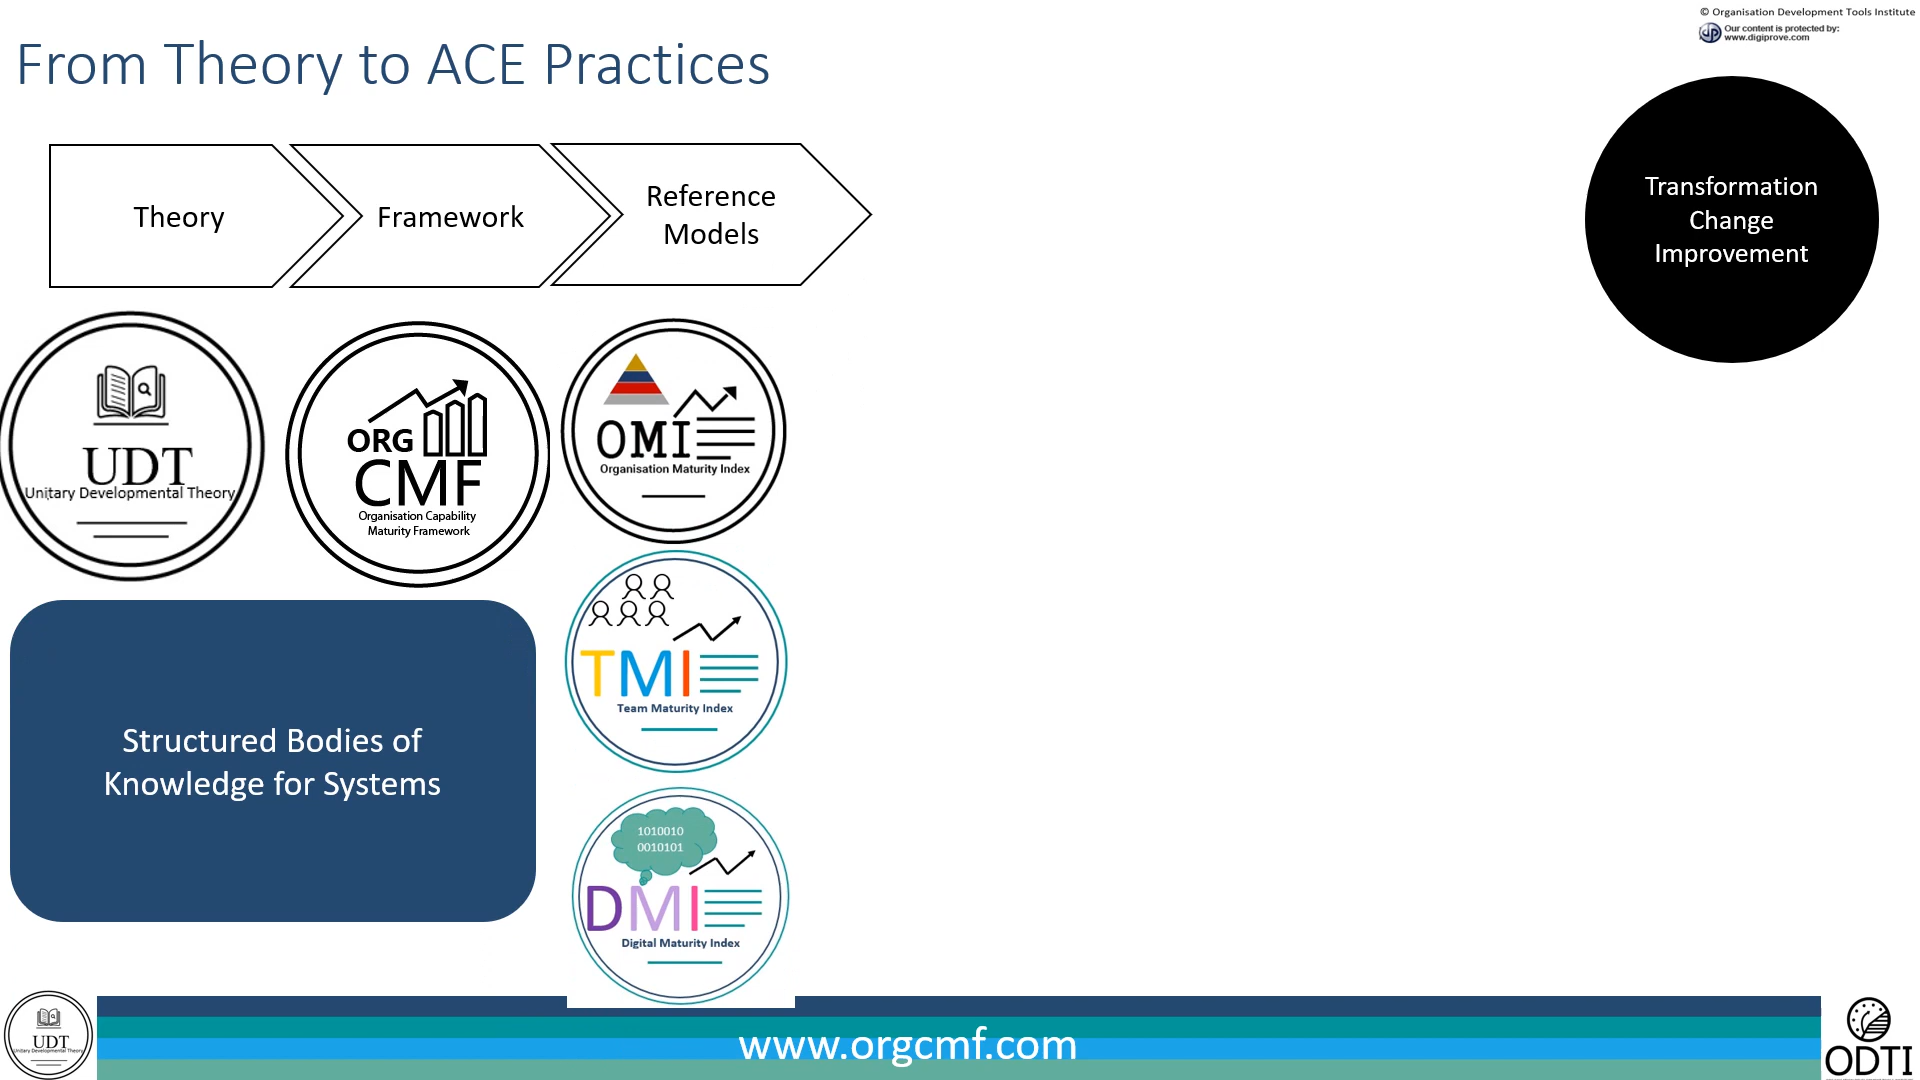 © Organisation Development Tools Institute
Our content is protected by:
www.digiprove.com
From Theory to ACE Practices
Theory
Framework
Reference
Models
Transformation
Change
Improvement
UDT
Unitary Developmental Theory
ORG
CMF
Organisation Capability
Maturity Framework
OMI
Organisation Maturity Index
TMI
Team Maturity Index
Structured Bodies of
Knowledge for Systems
1010010
0010101
DMI
Digital Maturity Index
UDT
Unitary Developmental Theory
www.orgcmf.com
ODTI